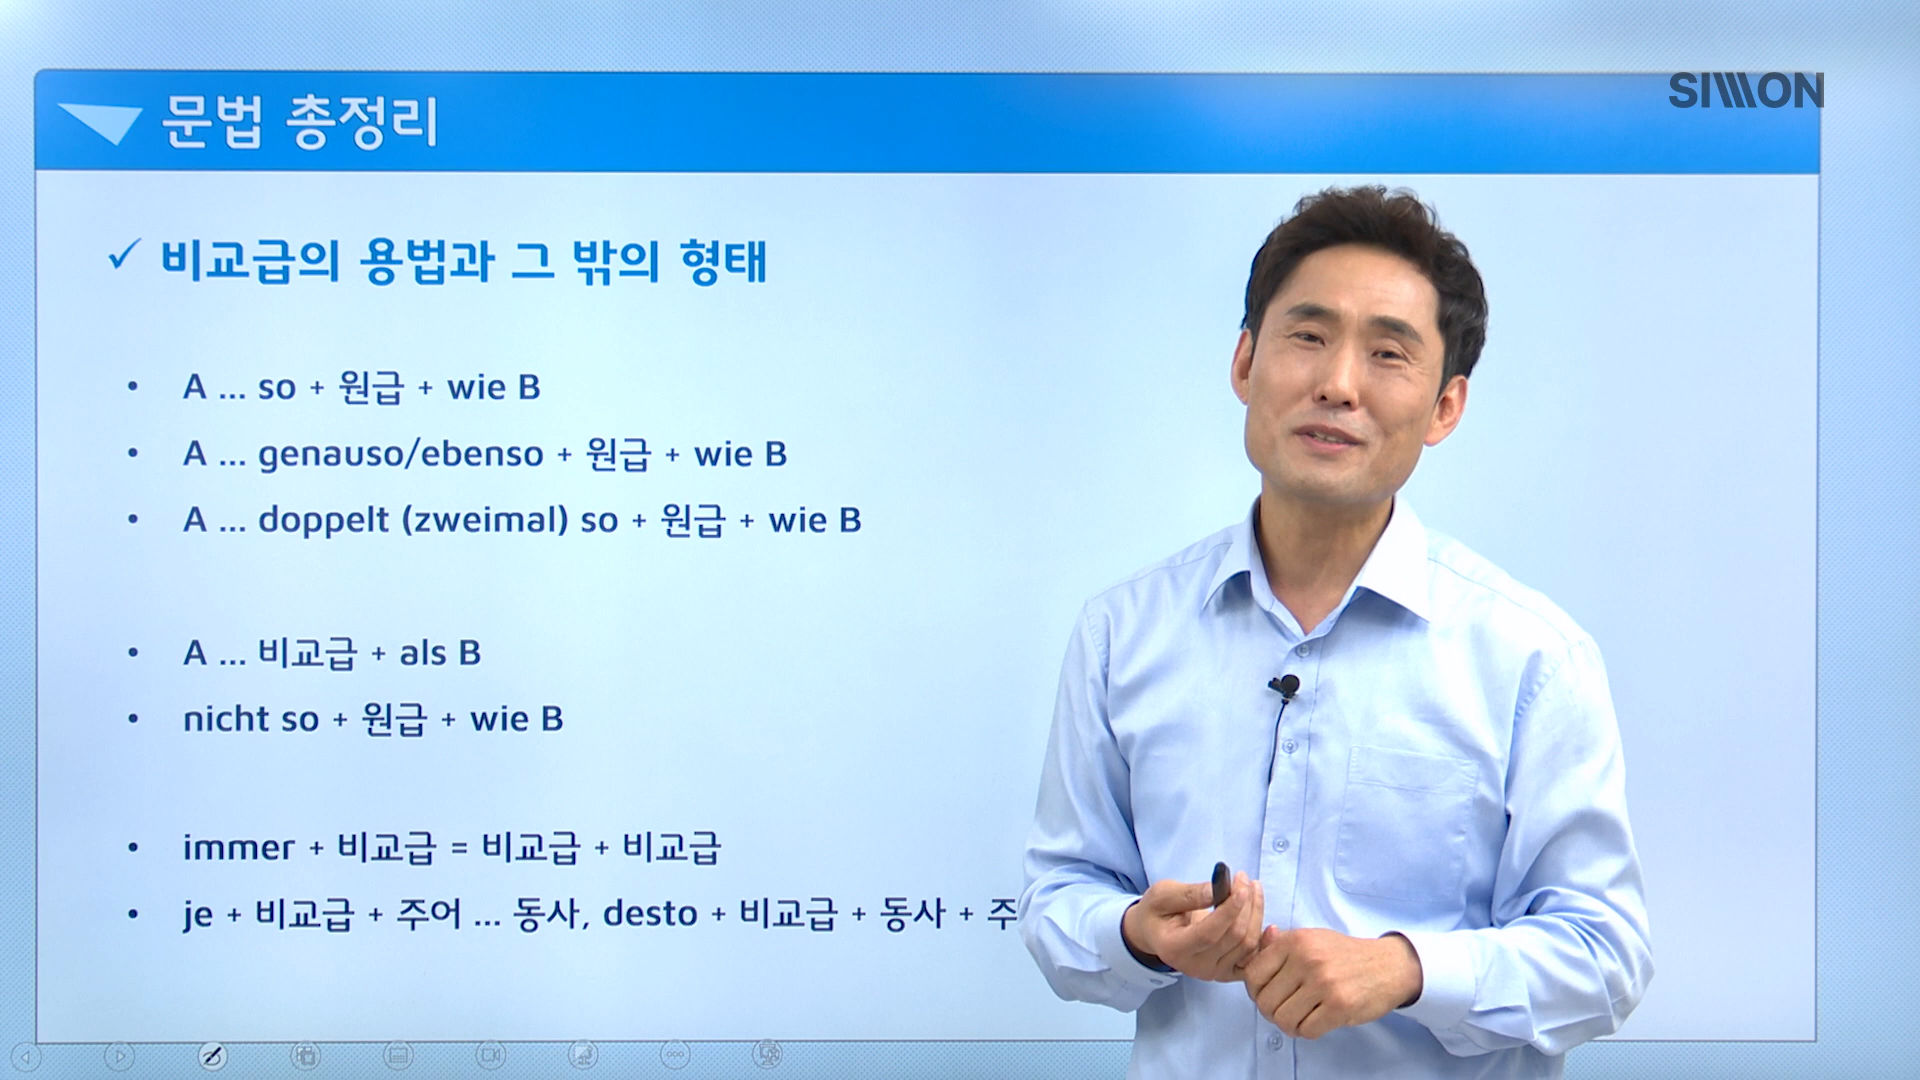 SIWON
문법 총정리
✓ 비교급의 용법과 그 밖의 형태
• A ... so + 원급 + wie B
• A ... genauso/ebenso + 원급 + wie B
• A ... doppelt (zweimal) so + 원급 + wie B
• A ... 비교급 + als B
• nicht so + 원급 + wie B
• immer + 비교급 = 비교급 + 비교급
• je + 비교급 + 주어 ... 동사, desto + 비교급 + 동사 + 주